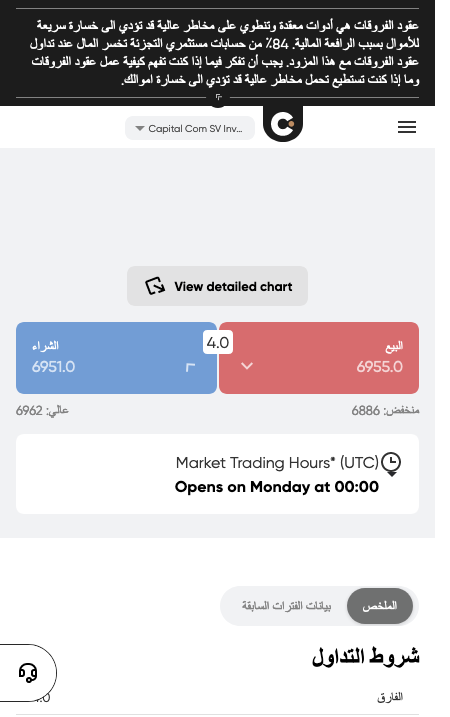 عقود الفروقات هي أدوات معقدة وتنطوي على مخاطر عالية قد تؤدي الى خسارة سريعة
للأموال بسبب الرافعة المالية. 84٪ من حسابات مستثمري التجزئة تخسر المال عند تداول
عقود الفروقات مع هذا المزود. يجب أن تفكر فيما إذا كنت تفهم كيفية عمل عقود الفروقات
وما إذا كنت تستطيع تحمل مخاطر عالية قد تؤدي الى خسارة اموالك.
Capital Com SV Inv...
View detailed chart
البيع
6955.0
4.0
الشراء
6951.0
منخفض: 6886
عالي: 6962
Market Trading Hours* (UTC)
Opens on Monday at 00:00
الملخص
بيانات الفترات السابقة
شروط التداول
الفارق